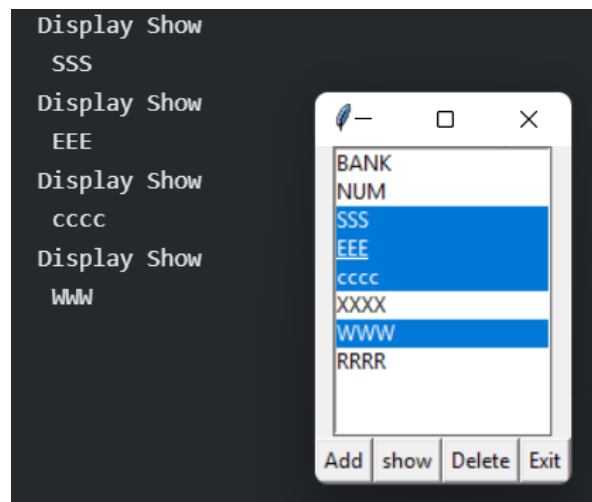 Display Show
SSS
Display Show
EEE
Display Show
cccc
Display Show
WWW
BANK
NUM
SSS
EEE
cccc
XXXX
WWW
RRRR
Add show Delete Exit